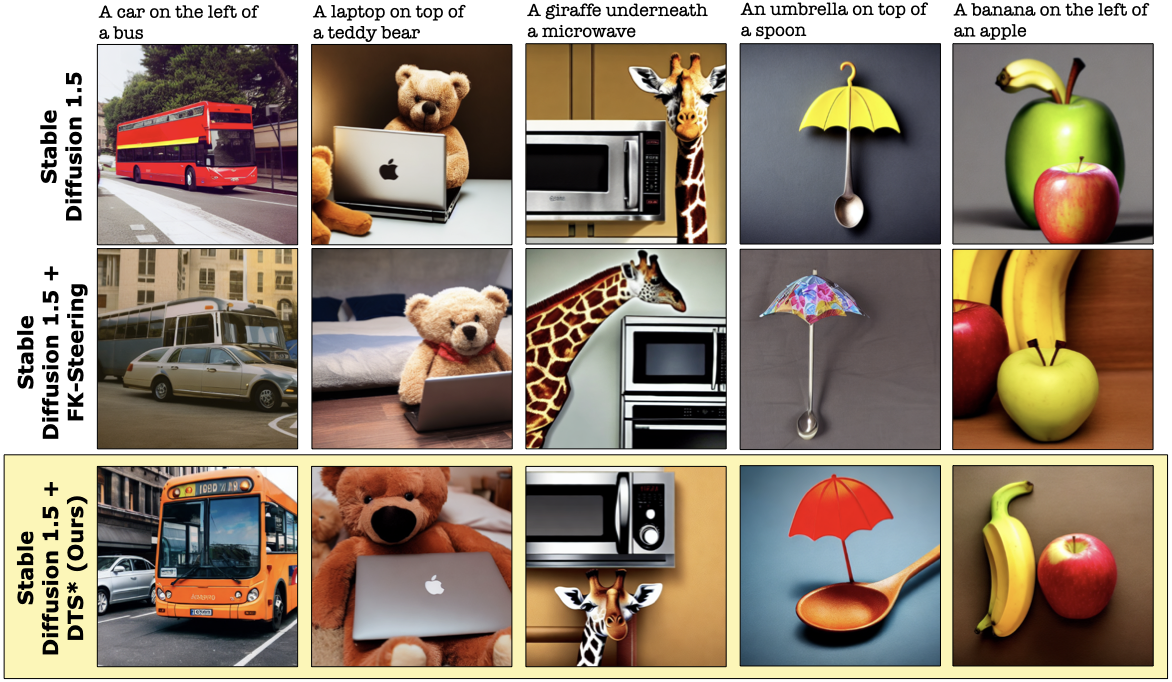 A car on the left of
a bus
A laptop on top of
a teddy bear
A giraffe underneath
a microwave
An umbrella on top of
a spoon
A banana on the left of
an apple
Stable
Diffusion 1.5
Stable
Diffusion 1.5 +
FK-Steering
Stable
Diffusion 1.5 +
DTS* (Ours)